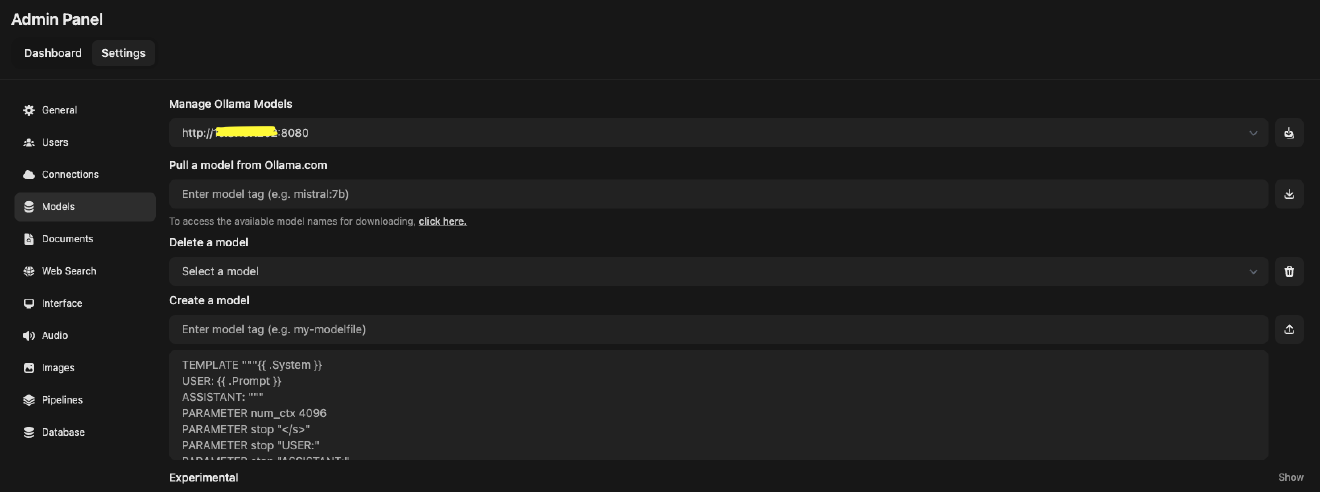 Admin Panel
Dashboard
Settings
General
Users
Connections
Models
Documents
Web Search
Interface
Audio
Images
Pipelines
Database
Manage Ollama Models
http:// :8080
Pull a model from Ollama.com
Enter model tag (e.g. mistral:7b)
To access the available model names for downloading, click here.
Delete a model
Select a model
Create a model
Enter model tag (e.g. my-modelfile)
TEMPLATE """{{ .System }}
USER: {{ .Prompt }}
ASSISTANT: """
PARAMETER num_ctx 4096
PARAMETER stop "</s>"
PARAMETER stop "USER:"
PARAMETER stop "ASSISTANT:"
Experimental
Show